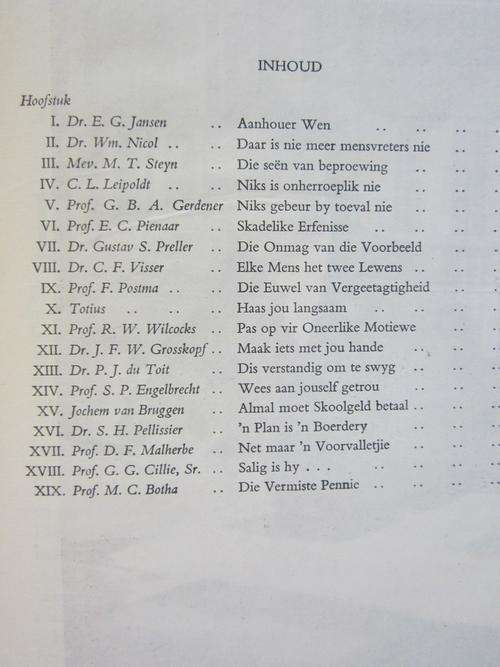 INHOUD
Hoofstuk
I. Dr. E. G. Jansen .. Aanhouer Wen .. .. ..
II. Dr. Wm. Nicol .. .. Daar is nie meer mensvreters nie .. ..
III. Mev. M. T. Steyn .. Die seën van beproewing .. .. ..
IV. C. L. Leipoldt .. .. Niks is onherroeplik nie .. .. ..
V. Prof. G. B. A. Gerdener Niks gebeur by toeval nie .. .. ..
VI. Prof. E. C. Pienaar .. Skadelike Erfenisse .. .. ..
VII. Dr. Gustav S. Preller .. Die Onmag van die Voorbeeld .. ..
VIII. Dr. C. F. Visser .. Elke Mens het twee Lewens .. .. ..
IX. Prof. F. Postma .. .. Die Euwel van Vergeetagtigheid .. ..
X. Totius .. .. .. Haas jou langsaam .. .. .. ..
XI. Prof. R. W. Wilcocks .. Pas op vir Oneerlike Motiewe .. ..
XII. Dr. J. F. W. Grosskopf .. Maak iets met jou hande .. .. ..
XIII. Dr. P. J. du Toit .. Dis verstandig om te swyg .. .. ..
XIV. Prof. S. P. Engelbrecht .. Wees aan jouself getrou .. .. ..
XV. Jochem van Bruggen .. Almal moet Skoolgeld betaal .. .. ..
XVI. Dr. S. H. Pellissier .. 'n Plan is 'n Boerdery .. .. ..
XVII. Prof. D. F. Malherbe .. Net maar 'n Voorvalletjie .. .. ..
XVIII. Prof. G. G. Cillie, Sr. .. Salig is hy . . . .. .. ..
XIX. Prof. M. C. Botha .. Die Vermiste Pennie .. .. .. ..